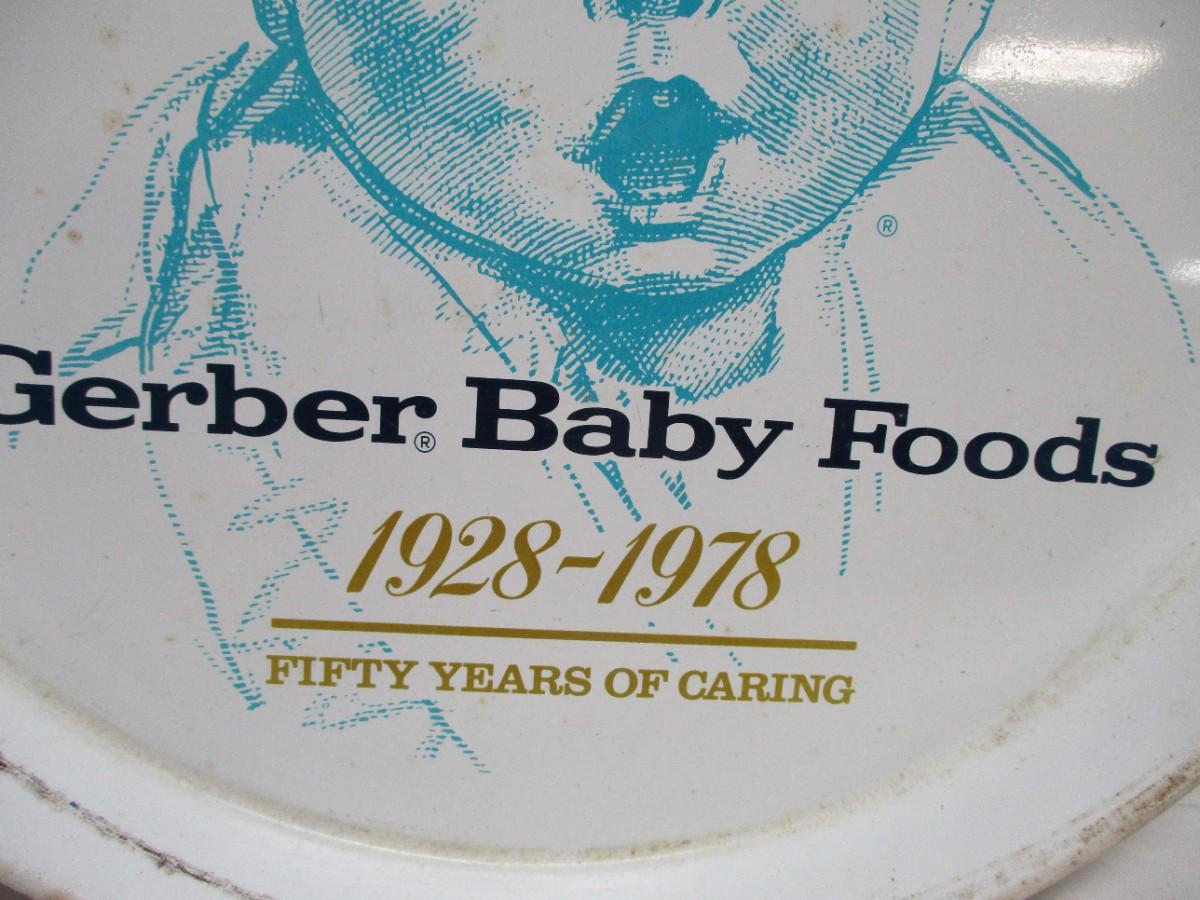 ®
Gerber® Baby Foods
1928-1978
FIFTY YEARS OF CARING